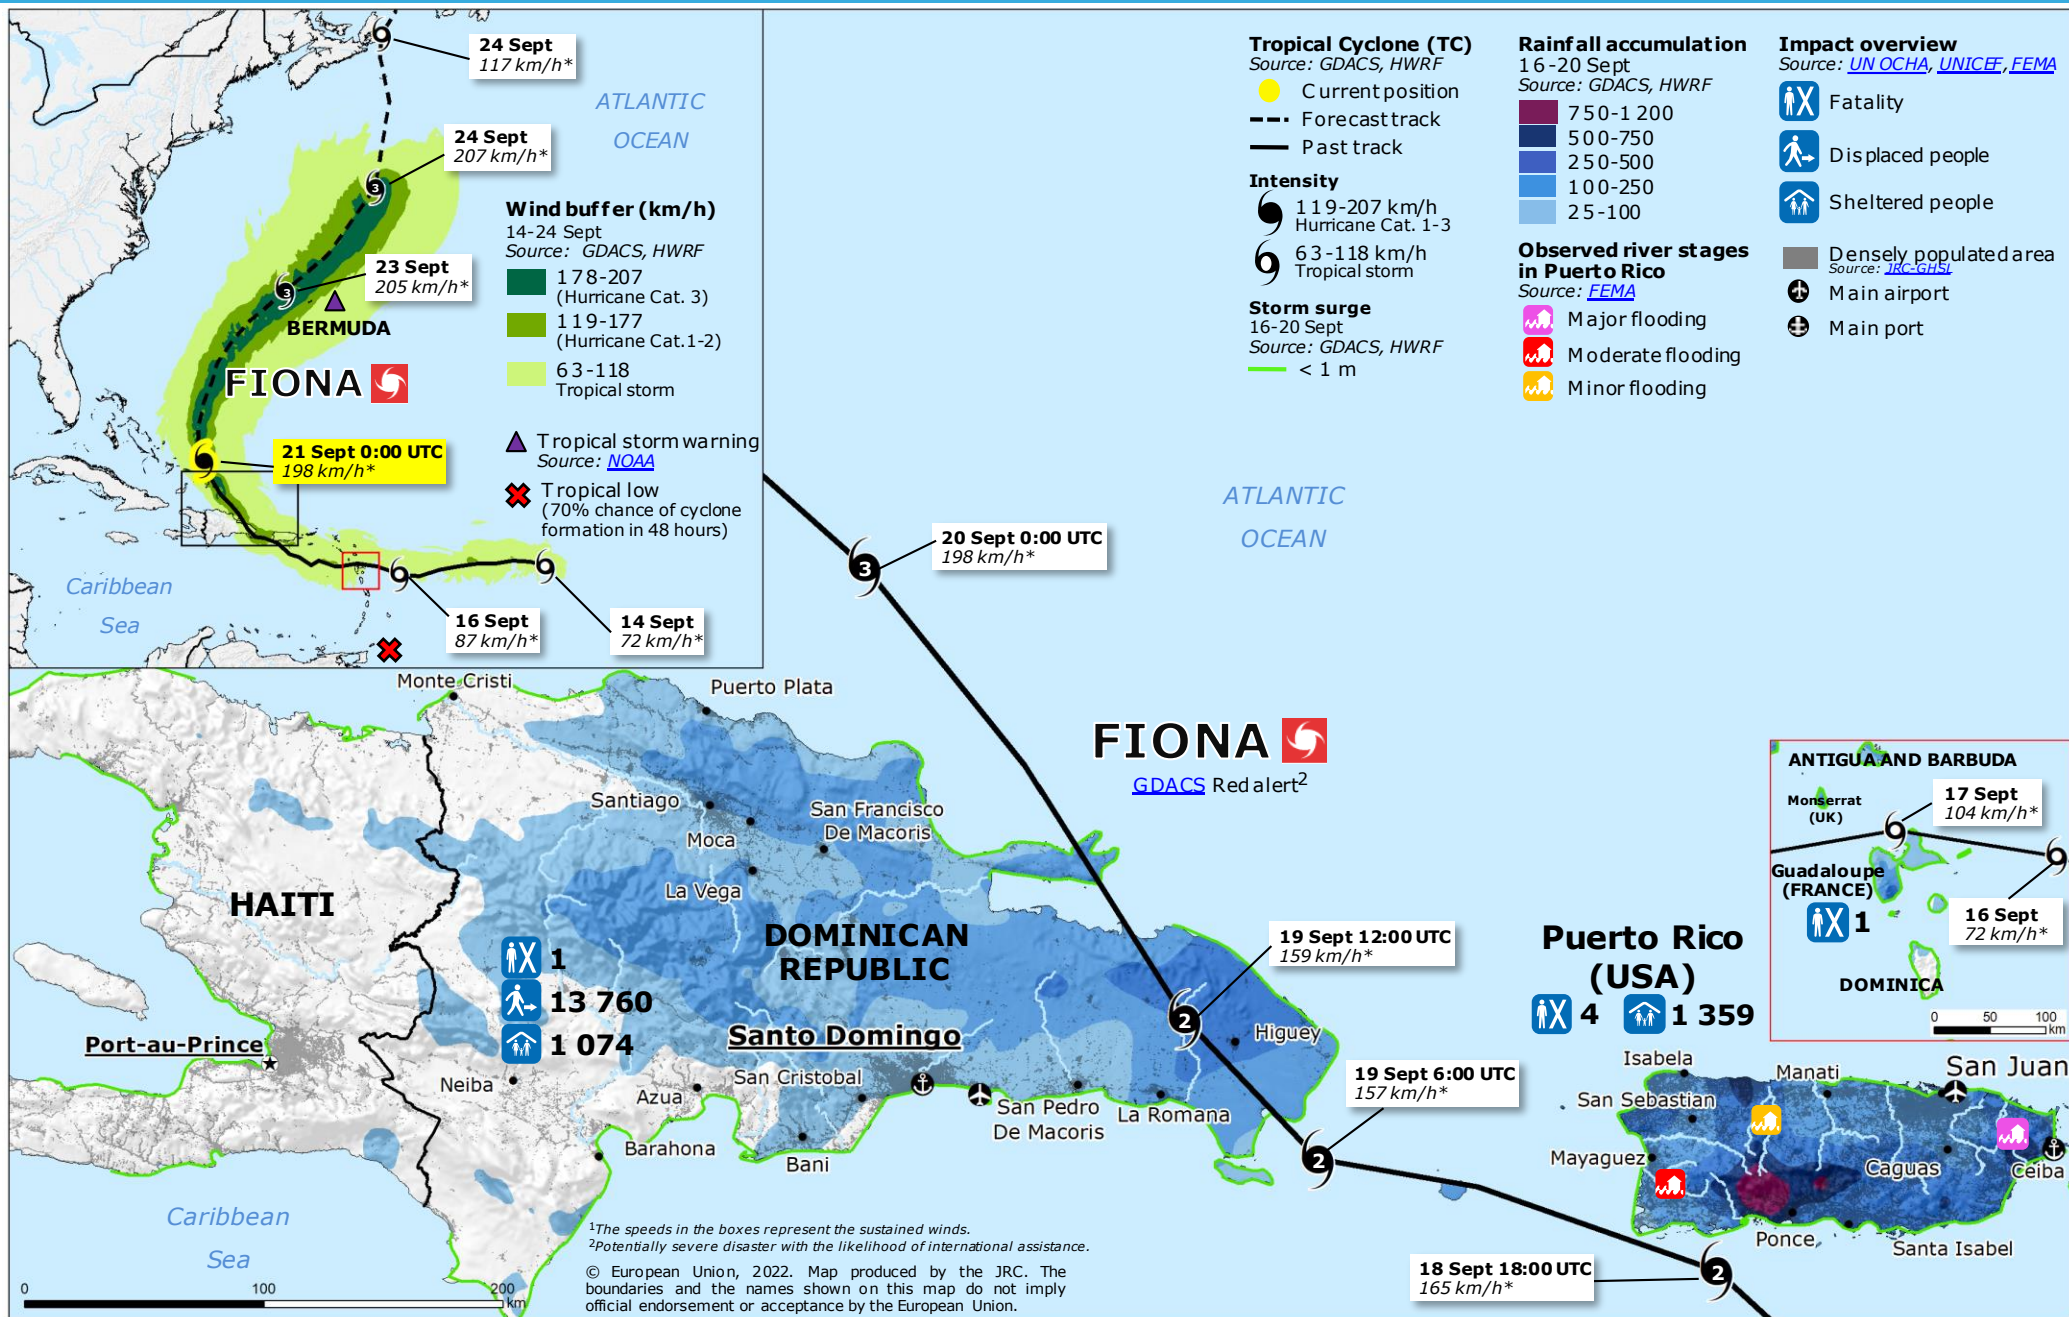 24 Sept
117 km/h*
ATLANTIC
OCEAN
24 Sept
207 km/h*
Wind buffer (km/h)
14-24 Sept
Source: GDACS, HWRF
178-207
(Hurricane Cat. 3)
119-177
(Hurricane Cat.1-2)
63-118
Tropical storm
3
23 Sept
205 km/h*
3
BERMUDA
FIONA
21 Sept 0:00 UTC
198 km/h*
Tropical storm warning
Source: NOAA
Tropical low
(70% chance of cyclone
formation in 48 hours)
Caribbean
Sea
16 Sept
87 km/h*
14 Sept
72 km/h*
Tropical Cyclone (TC)
Source: GDACS, HWRF
Current position
Forecast track
Past track
Intensity
119-207 km/h
Hurricane Cat. 1-3
63-118 km/h
Tropical storm
Storm surge
16-20 Sept
Source: GDACS, HWRF
< 1 m
Rainfall accumulation
16-20 Sept
Source: GDACS, HWRF
750-1 200
500-750
250-500
100-250
25-100
Observed river stages
in Puerto Rico
Source: FEMA
Major flooding
Moderate flooding
Minor flooding
Impact overview
Source: UN OCHA, UNICEF, FEMA
Fatality
Displaced people
Sheltered people
Densely populated area
Source: JRC-GHSL
Main airport
Main port
ATLANTIC
OCEAN
20 Sept 0:00 UTC
198 km/h*
3
FIONA
GDACS Red alert2
Monte Cristi
Puerto Plata
Santiago
San Francisco
De Macoris
Moca
La Vega
HAITI
DOMINICAN
REPUBLIC
1
13 760
1 074
Port-au-Prince
Santo Domingo
Neiba
San Cristobal
Azua
Barahona
Bani
San Pedro
De Macoris
La Romana
Higuey
2
19 Sept 12:00 UTC
159 km/h*
19 Sept 6:00 UTC
157 km/h*
2
18 Sept 18:00 UTC
165 km/h*
2
ANTIGUA AND BARBUDA
Monserrat
(UK)
17 Sept
104 km/h*
Guadaloupe
(FRANCE)
1
16 Sept
72 km/h*
DOMINICA
0 50 100
km
Puerto Rico
(USA)
4 1 359
Isabela
Manati
San Juan
San Sebastian
Mayaguez
Caguas
Ceiba
Ponce
Santa Isabel
Caribbean
Sea
0 100 200
km
1The speeds in the boxes represent the sustained winds.
2Potentially severe disaster with the likelihood of international assistance.
© European Union, 2022. Map produced by the JRC. The
boundaries and the names shown on this map do not imply
official endorsement or acceptance by the European Union.